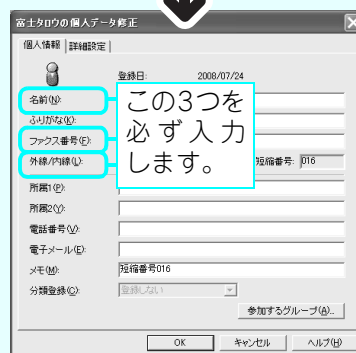 富士タロウの個人データ修正
個人情報 詳細設定
登録日: 2008/07/24
名前(N):
ふりがな(K):
ファクス番号(F):
外線/内線(L): 短縮番号: 016
この3つを
必ず入力
します。
所属1(P):
所属2(Y):
電話番号(V):
電子メール(E):
メモ(M): 短縮番号016
分類登録(C): 登録しない
参加するグループ(A)...
OK キャンセル ヘルプ(H)